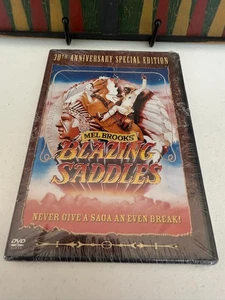 30TH ANNIVERSARY SPECIAL EDITION
MEL BROOKS'
BLAZING
SADDLES
NEVER GIVE A SAGA AN EVEN BREAK!
DVD